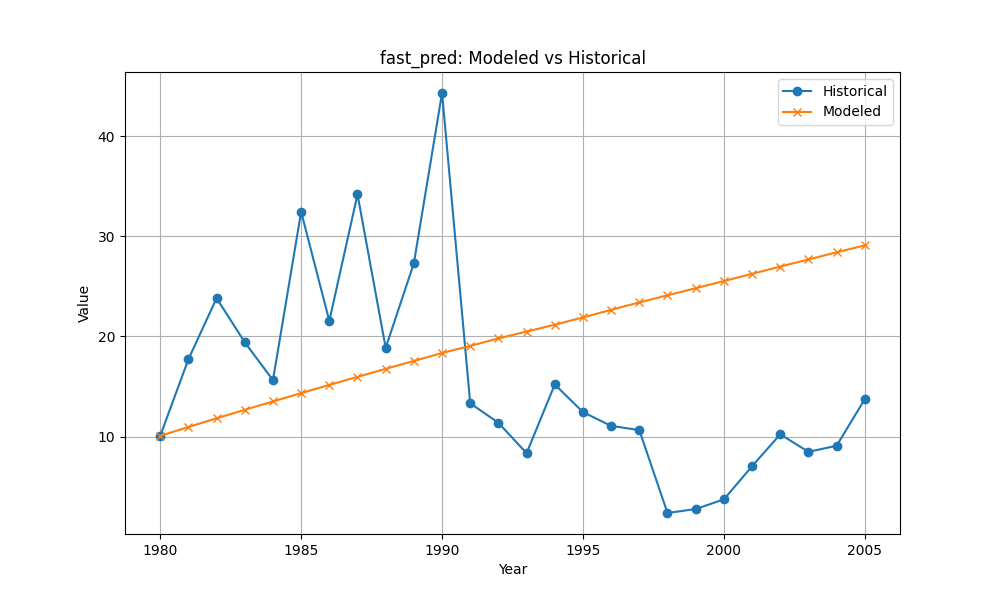 fast_pred: Modeled vs Historical
Historical
Modeled
Value
40
30
20
10
1980
1985
1990
1995
2000
2005
Year